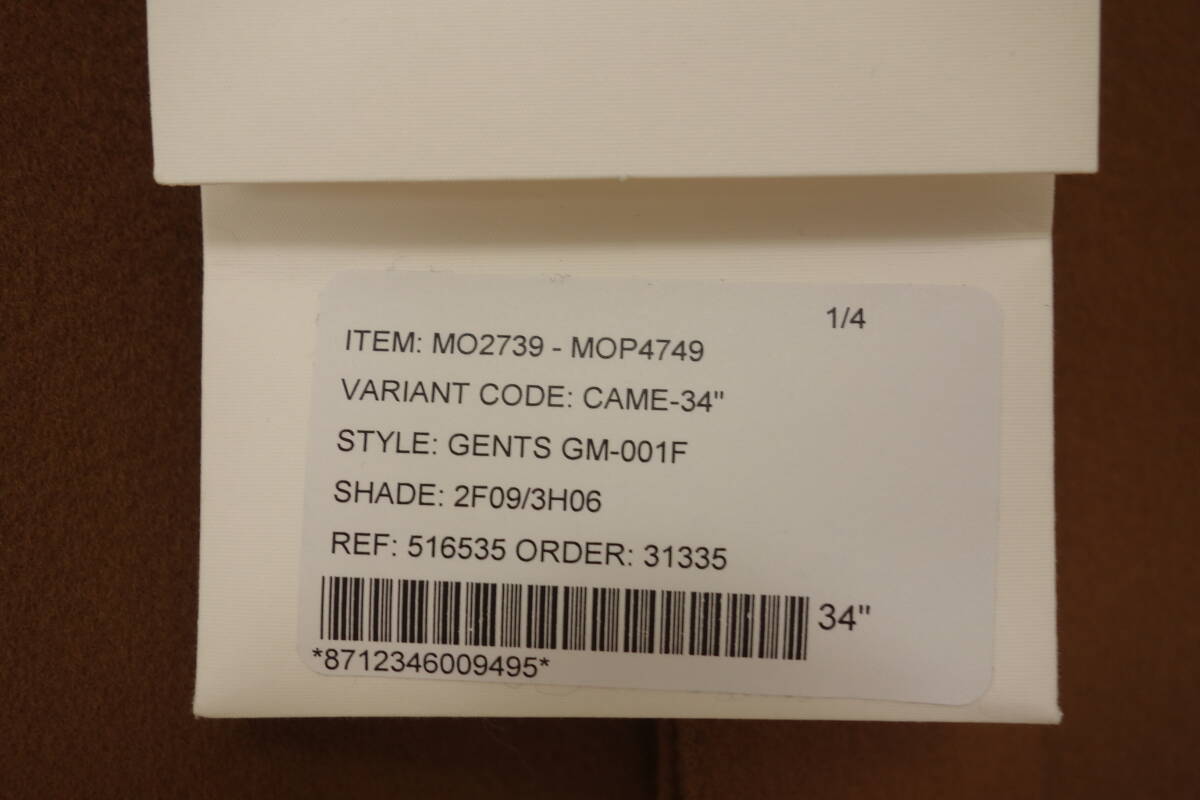 1/4
ITEM: MO2739 - MOP4749
VARIANT CODE: CAME-34"
STYLE: GENTS GM-001F
SHADE: 2F09/3H06
REF: 516535 ORDER: 31335
34"
*8712346009495*